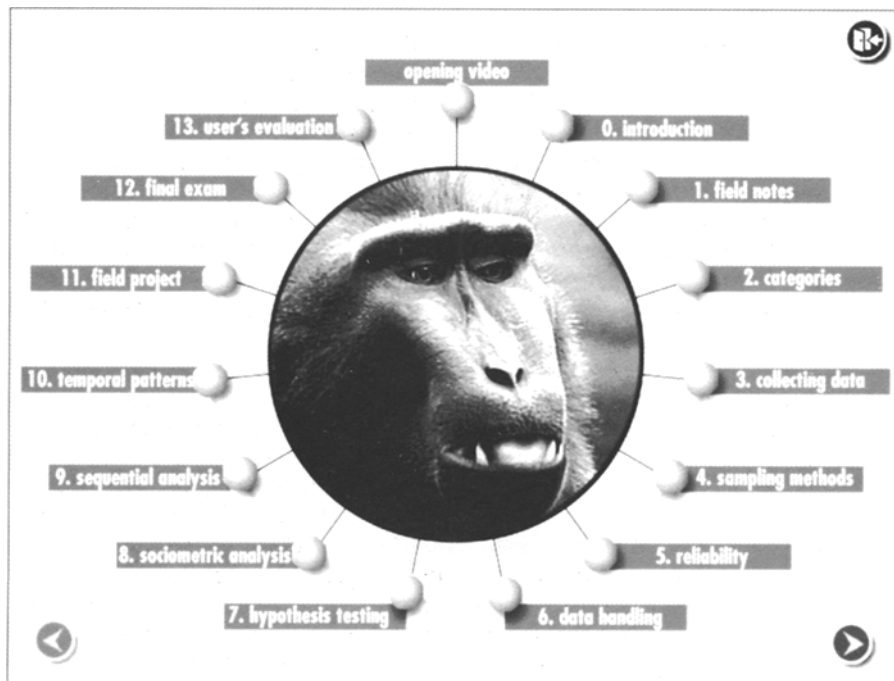 opening video
0. introduction
1. field notes
2. categories
3. collecting data
4. sampling methods
5. reliability
6. data handling
7. hypothesis testing
8. sociometric analysis
9. sequential analysis
10. temporal patterns
11. field project
12. final exam
13. user's evaluation